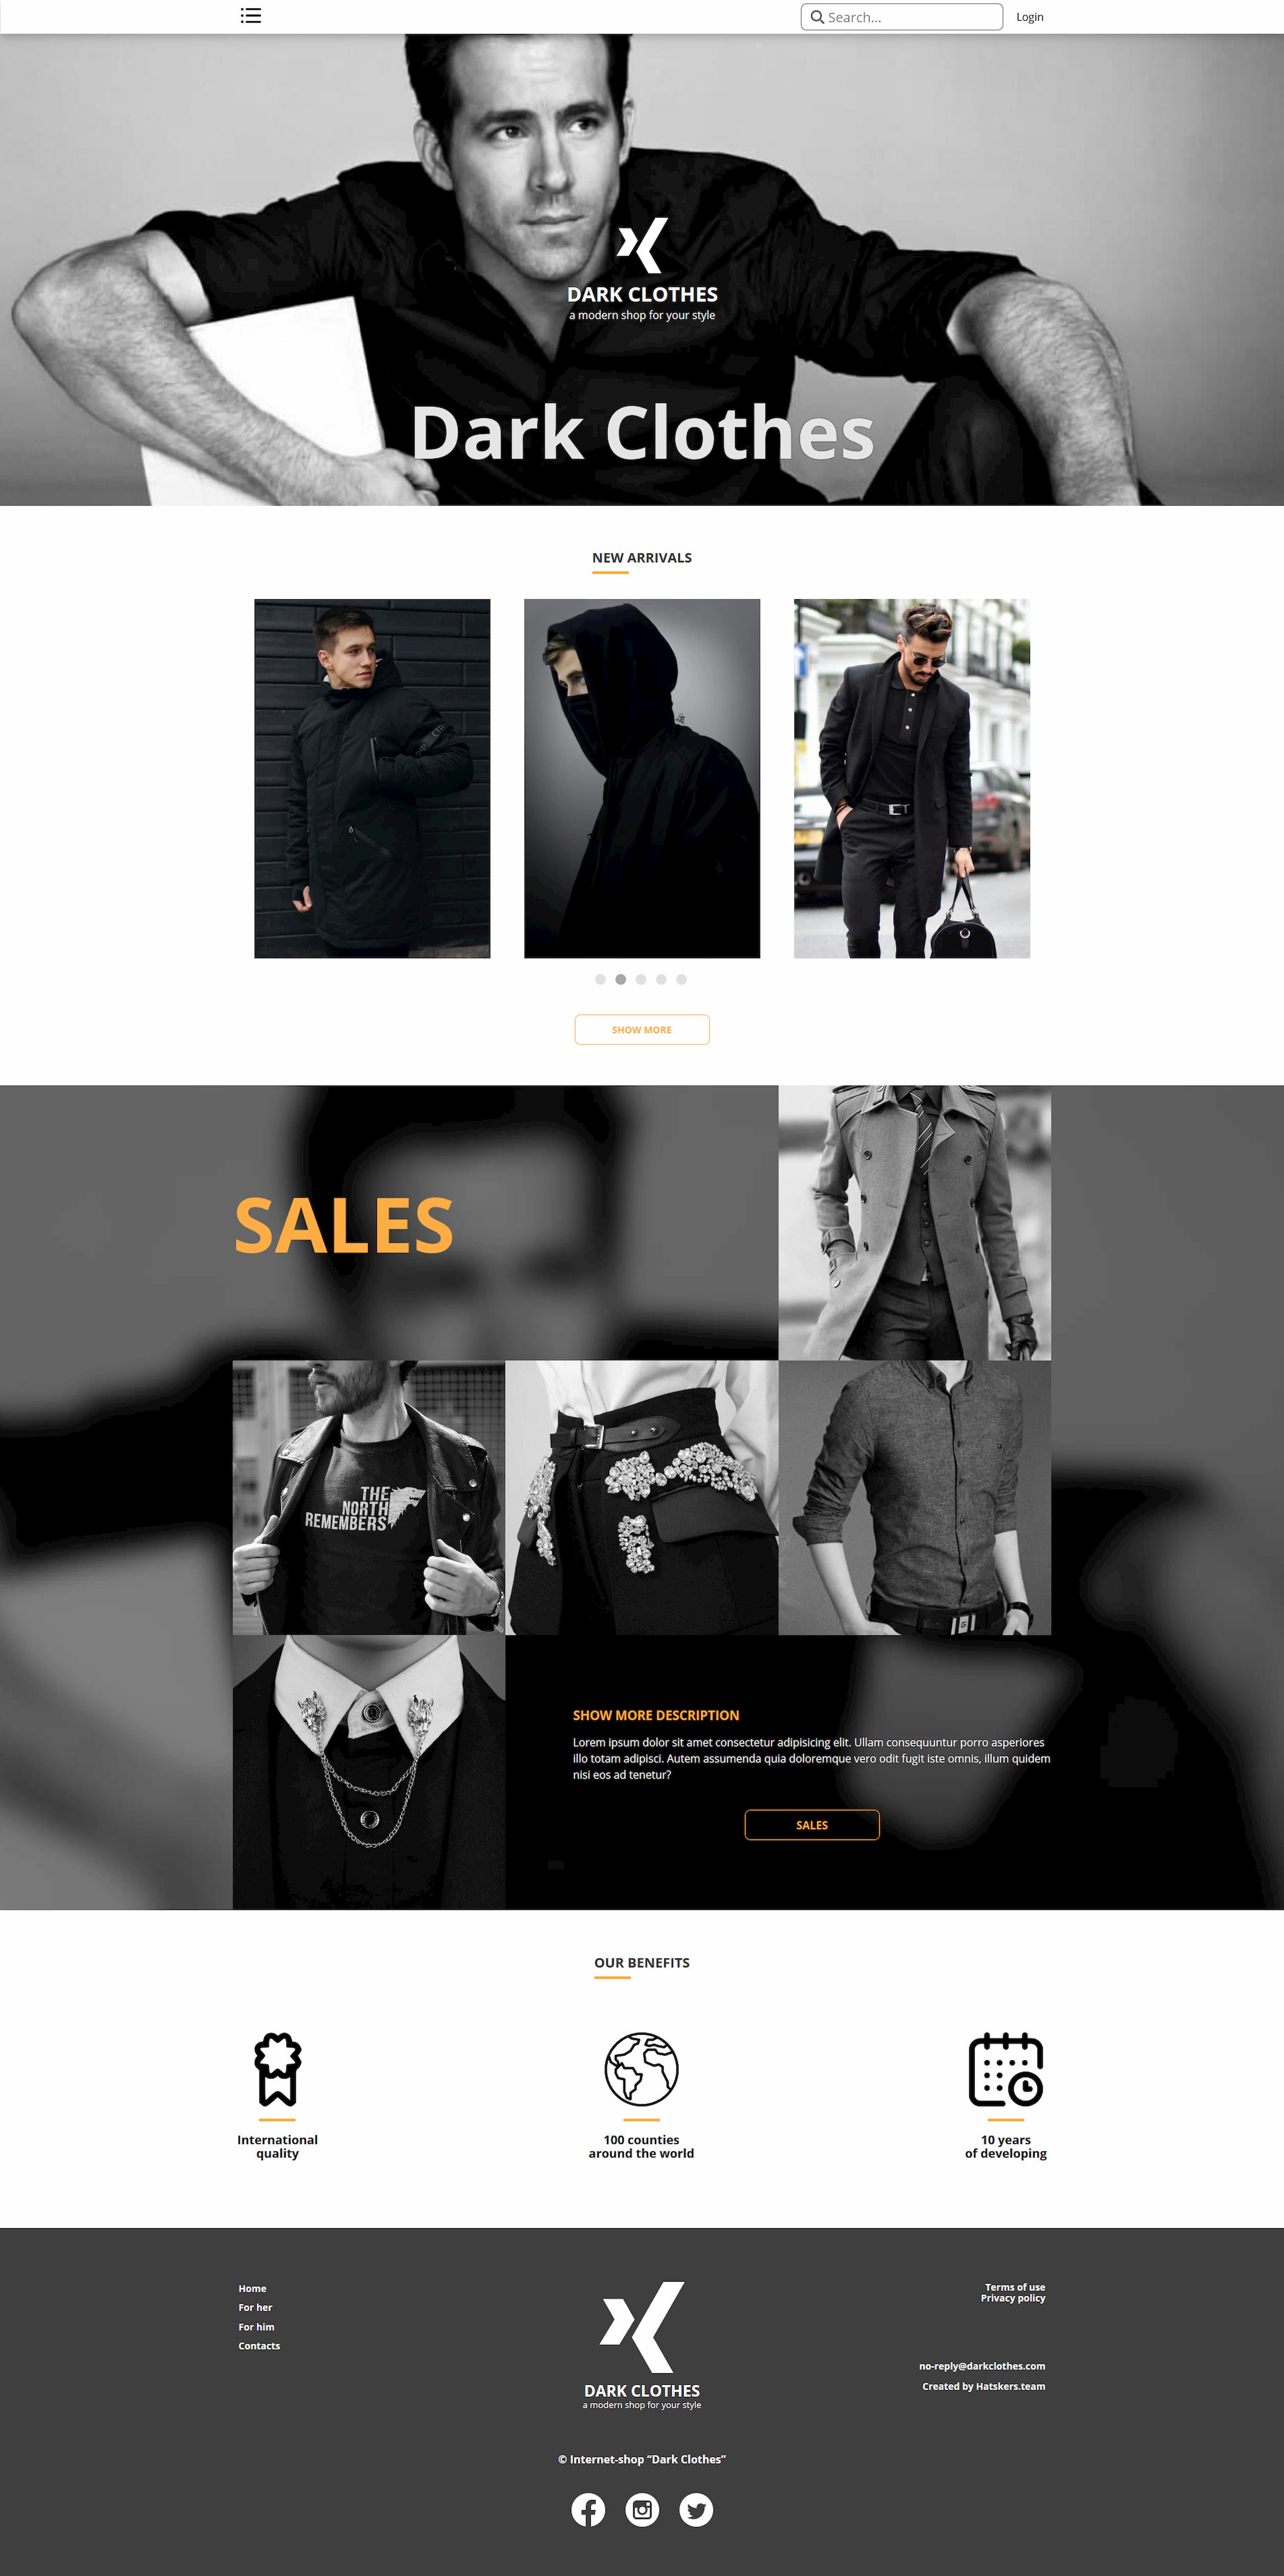 Search...
Login
DARK CLOTHES
a modern shop for your style
Dark Clothes
NEW ARRIVALS
SHOW MORE
SALES
THE
NORTH
REMEMBERS
SHOW MORE DESCRIPTION
Lorem ipsum dolor sit amet consectetur adipisicing elit. Ullam consequuntur porro asperiores
illo totam adipisci. Autem assumenda quia doloremque vero odit fugit iste omnis, illum quidem
nisi eos ad tenetur?
SALES
OUR BENEFITS
International
quality
100 counties
around the world
10 years
of developing
Home
For her
For him
Contacts
DARK CLOTHES
a modern shop for your style
Terms of use
Privacy policy
no-reply@darkclothes.com
Created by Hatskers.team
© Internet-shop “Dark Clothes”